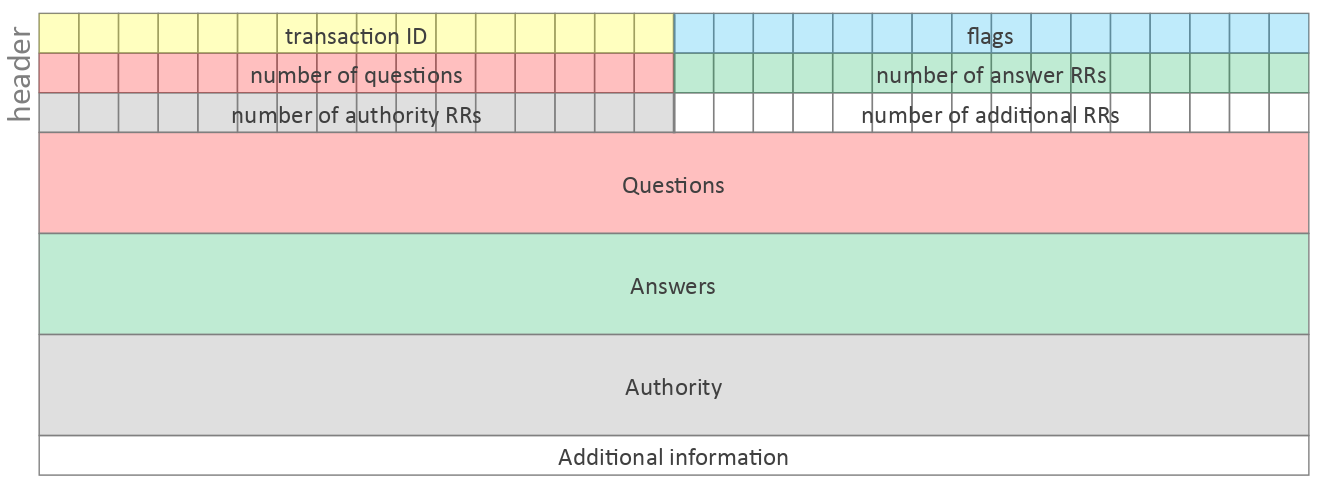 header
transaction ID
flags
number of questions
number of answer RRs
number of authority RRs
number of additional RRs
Questions
Answers
Authority
Additional information